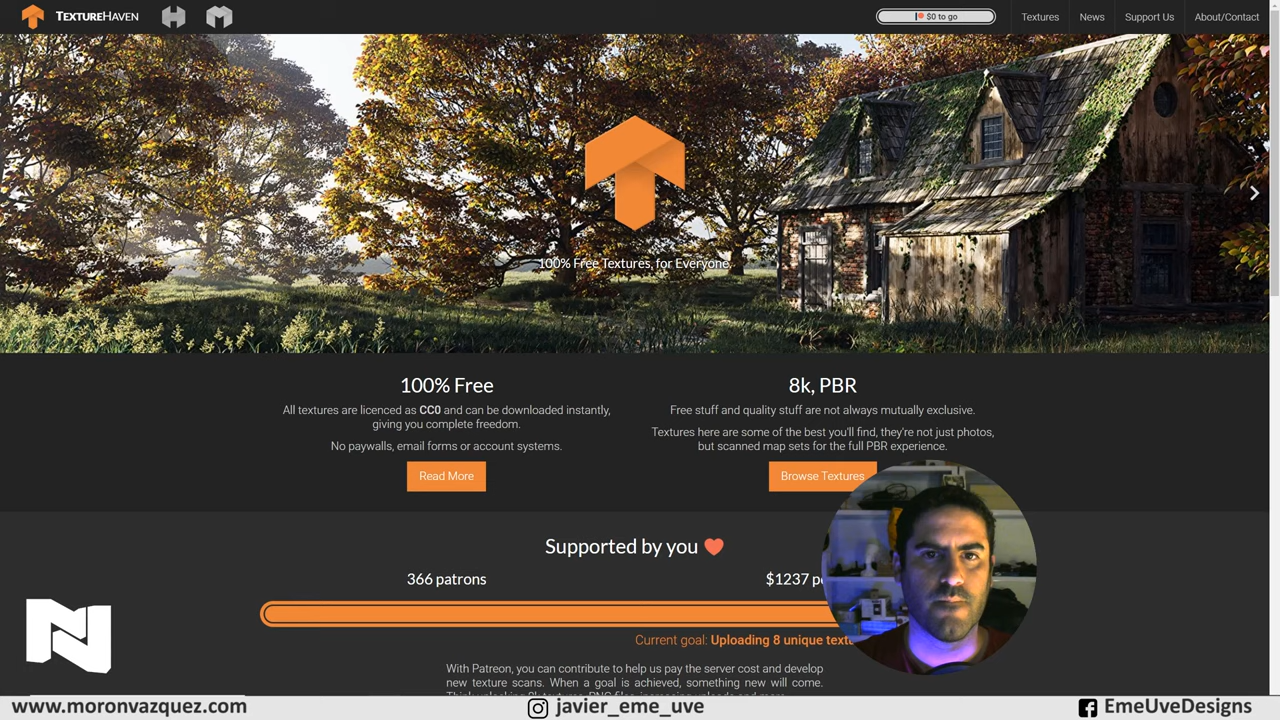 TEXTUREHAVEN
$0 to go
Textures
News
Support Us
About/Contact
100% Free Textures, for Everyone
100% Free
All textures are licenced as CC0 and can be downloaded instantly,
giving you complete freedom.
No paywalls, email forms or account systems.
Read More
8k, PBR
Free stuff and quality stuff are not always mutually exclusive.
Textures here are some of the best you'll find, they're not just photos,
but scanned map sets for the full PBR experience.
Browse Textures
Supported by you
366 patrons
$1237
Current goal: Uploading 8 unique
With Patreon, you can contribute to help us pay the server cost and develop
new texture scans. When a goal is achieved, something new will come.
www.moronvazquez.com
javier_eme_uve
EmeUveDesigns